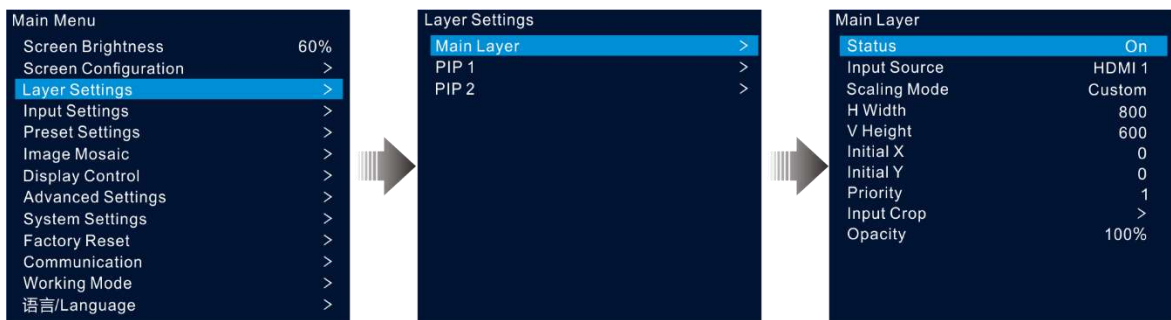 Main Menu
Screen Brightness 60%
Screen Configuration >
Layer Settings >
Input Settings >
Preset Settings >
Image Mosaic >
Display Control >
Advanced Settings >
System Settings >
Factory Reset >
Communication >
Working Mode >
语言/Language >
Layer Settings
Main Layer >
PIP 1 >
PIP 2 >
Main Layer
Status On
Input Source HDMI 1
Scaling Mode Custom
H Width 800
V Height 600
Initial X 0
Initial Y 0
Priority 1
Input Crop >
Opacity 100%